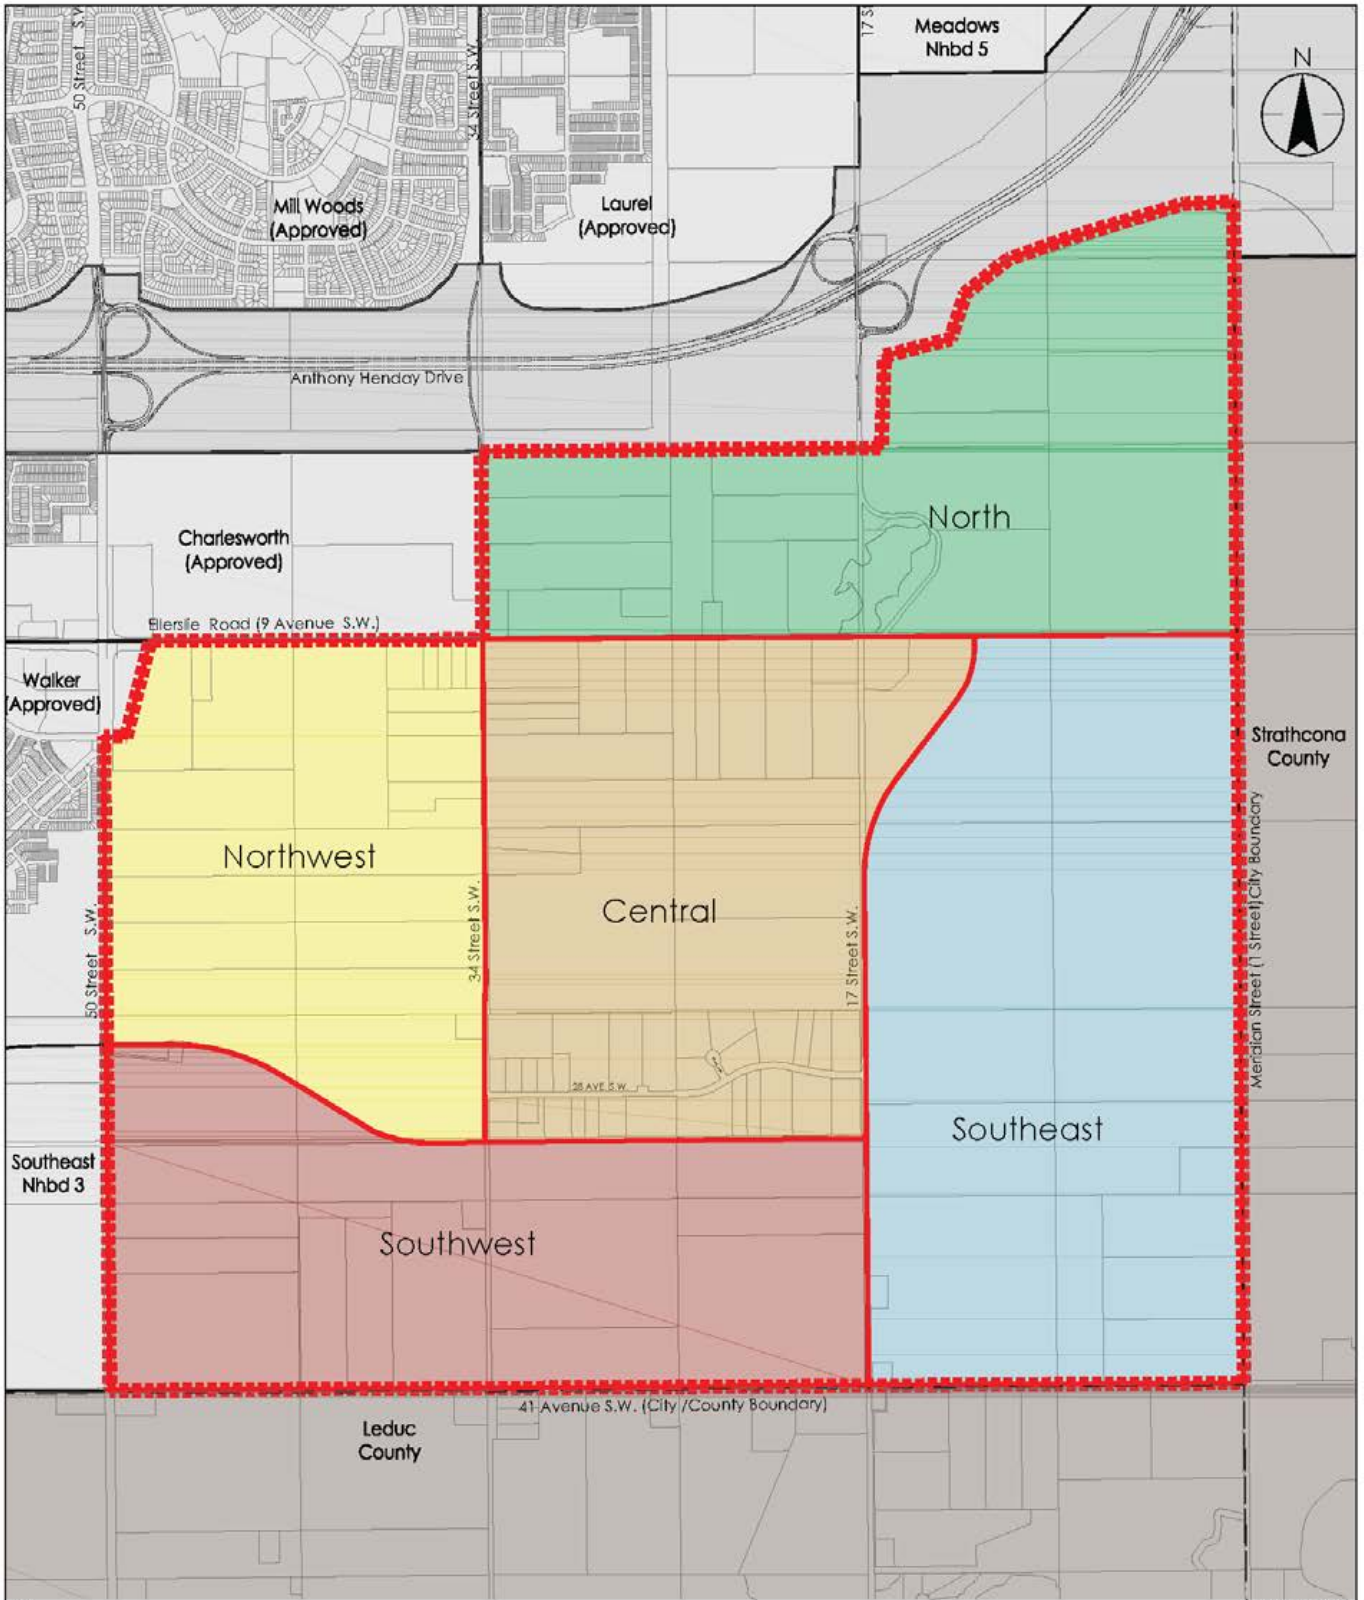 Meadows
Nhbd 5
17 S
50 Street S.W
34 Street S.W.
N
Mill Woods
(Approved)
Laurel
(Approved)
Anthony Henday Drive
North
Charlesworth
(Approved)
Ellerslie Road (9 Avenue S.W.)
Walker
(Approved)
Strathcona
County
Northwest
Central
34 Street S.W.
17 Street S.W.
50 Street S.W.
Meridian Street (1 Street)City Boundary
28 AVE S.W.
Southeast
Southeast
Nhbd 3
Southwest
41 Avenue S.W. (City /County Boundary)
Leduc
County